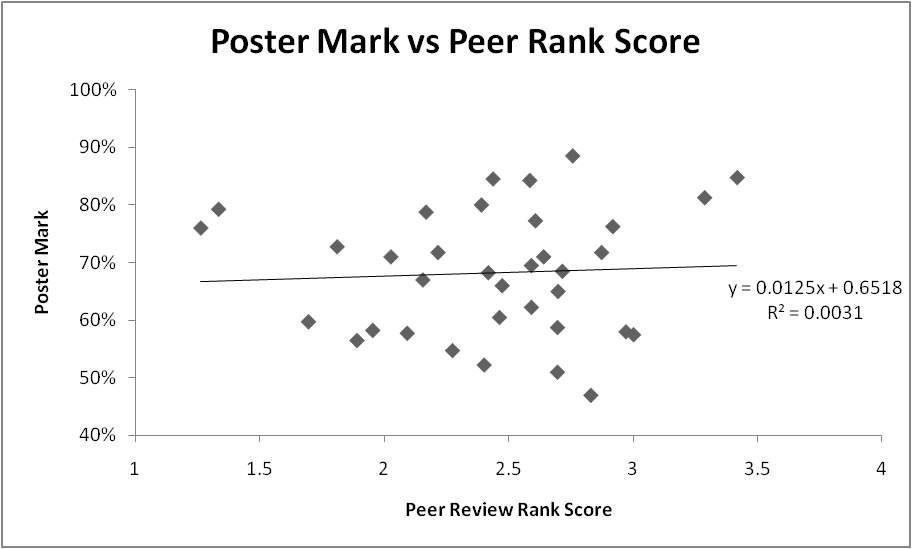 Poster Mark vs Peer Rank Score
100%
90%
80%
70%
60%
50%
40%
Poster Mark
y = 0.0125x + 0.6518
R² = 0.0031
1
1.5
2
2.5
3
3.5
4
Peer Review Rank Score